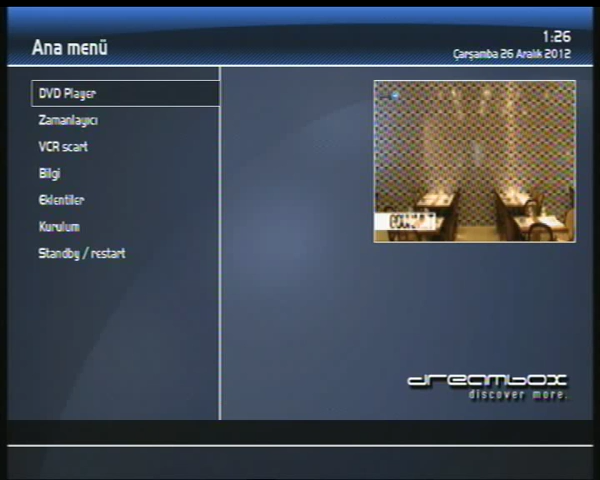 Ana menü
1:26
Çarşamba 26 Aralık 2012
DVD Player
Zamanlayıcı
VCR scart
Bilgi
Eklentiler
Kurulum
Standby / restart
dreambox
discover more.